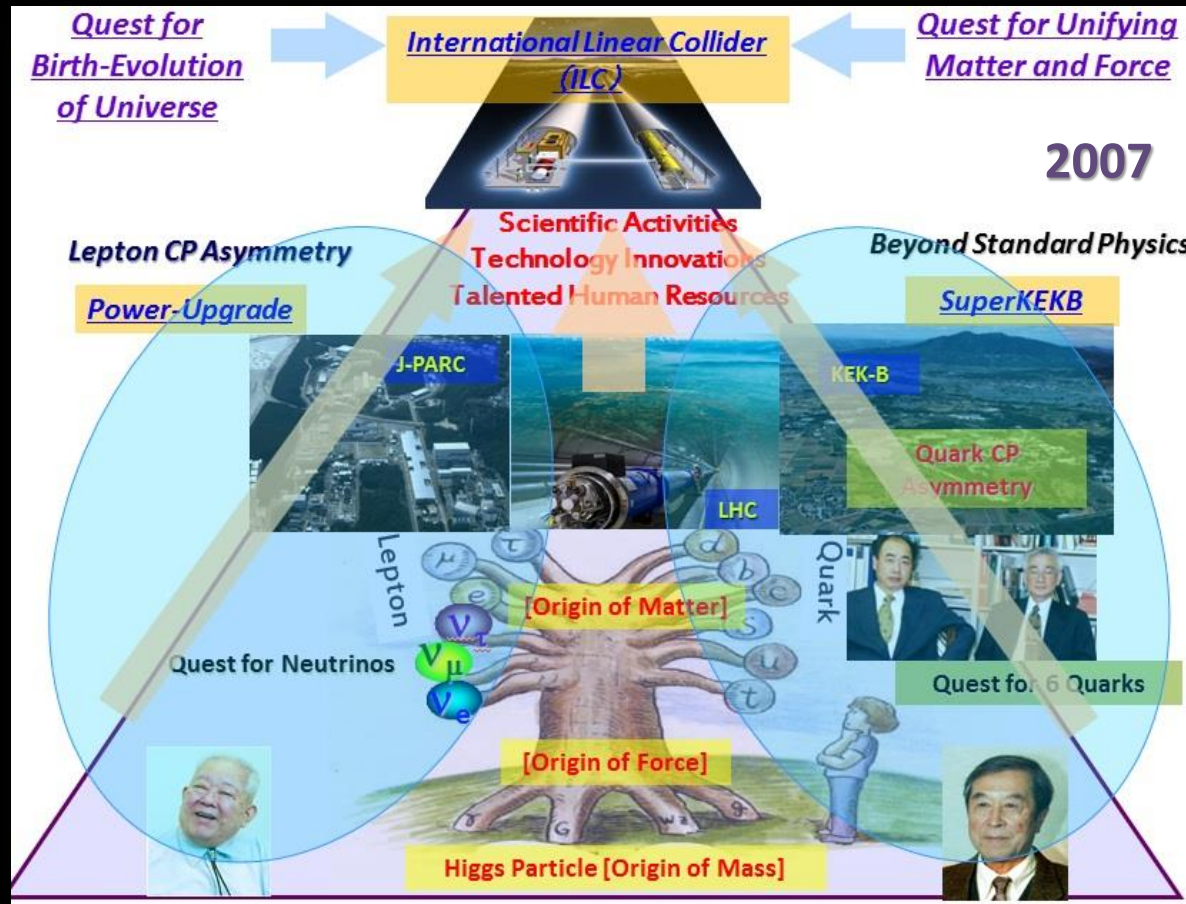 Quest for
Birth-Evolution
of Universe
International Linear Collider
(ILC)
Quest for Unifying
Matter and Force
2007
Scientific Activities
Technology Innovations
Talented Human Resources
Lepton CP Asymmetry
Power-Upgrade
Beyond Standard Physics
SuperKEKB
J-PARC
LHC
KEK-B
Quark CP
Asymmetry
Lepton
μ
τ
e
ντ
νμ
νe
d
b
c
s
u
t
Quark
[Origin of Matter]
Quest for Neutrinos
Quest for 6 Quarks
[Origin of Force]
γ
G
W
g
Higgs Particle [Origin of Mass]